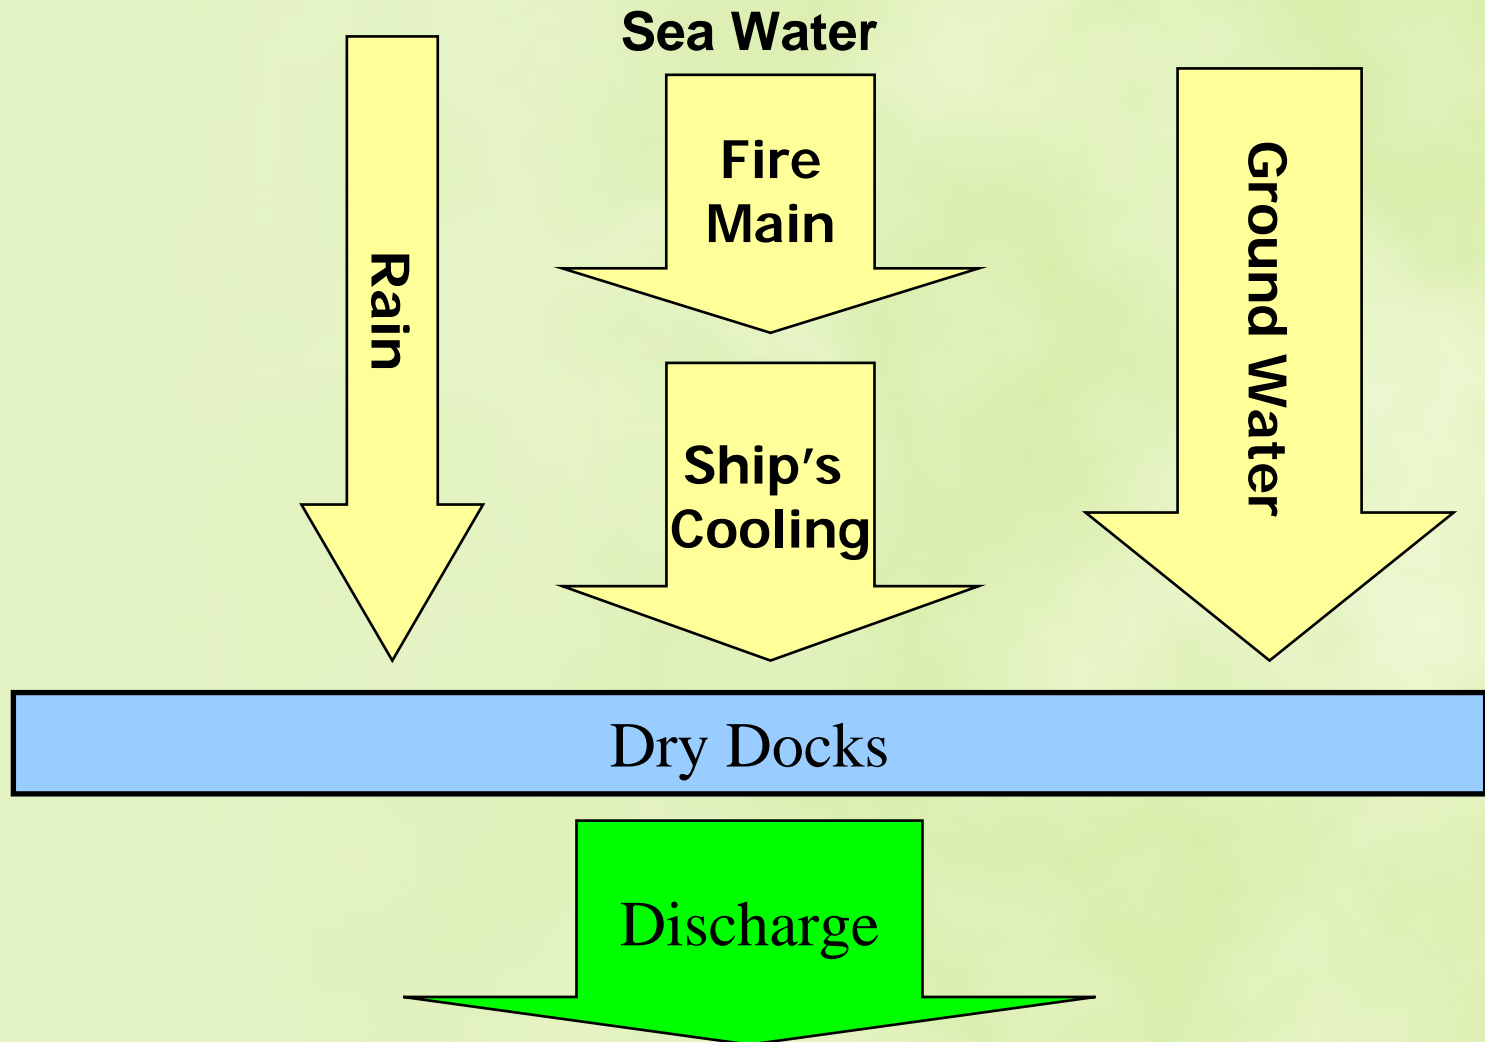 Sea Water
Rain
Fire
Main
Ship's
Cooling
Ground Water
Dry Docks
Discharge